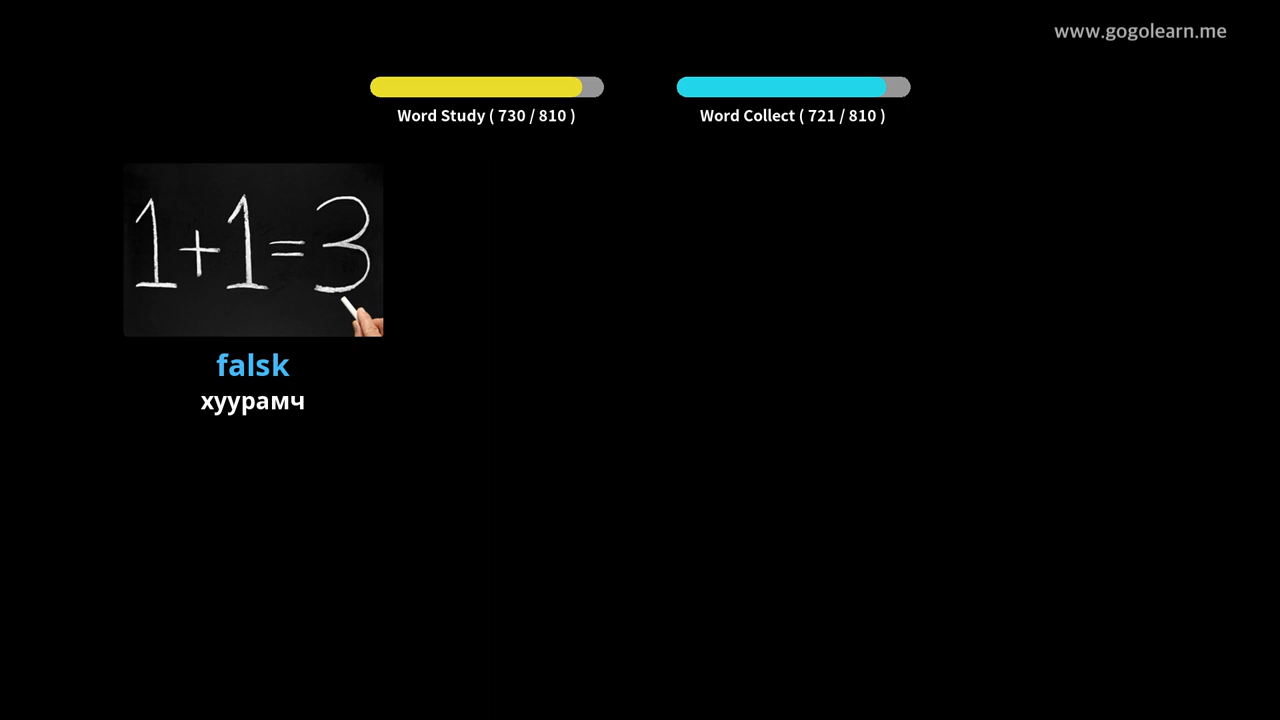 www.gogolearn.me
Word Study ( 730 / 810 )
Word Collect ( 721 / 810 )
1+1=3
falsk
хуурамч